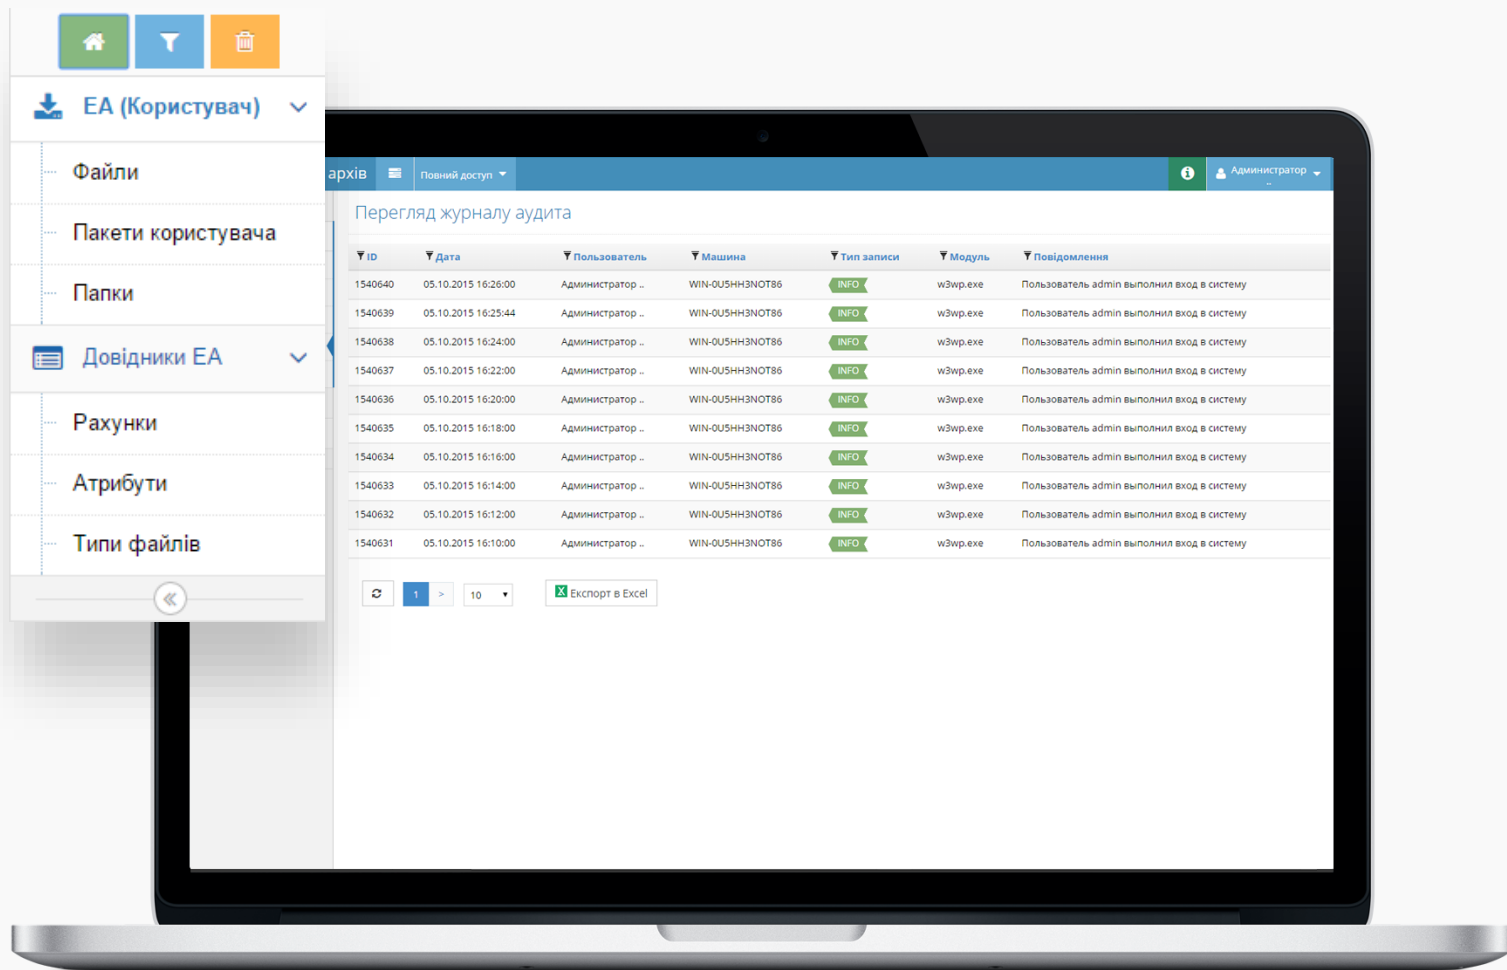 ЕА (Користувач)
Файли
Пакети користувача
Папки
Довідники ЕА
Рахунки
Атрибути
Типи файлів
архів Повний доступ Администратор ..
Перегляд журналу аудита
ID Дата Пользователь Машина Тип записи Модуль Повідомлення
1540640 05.10.2015 16:26:00 Администратор .. WIN-0U5HH3NOT86 INFO w3wp.exe Пользователь admin выполнил вход в систему
1540639 05.10.2015 16:25:44 Администратор .. WIN-0U5HH3NOT86 INFO w3wp.exe Пользователь admin выполнил вход в систему
1540638 05.10.2015 16:24:00 Администратор .. WIN-0U5HH3NOT86 INFO w3wp.exe Пользователь admin выполнил вход в систему
1540637 05.10.2015 16:22:00 Администратор .. WIN-0U5HH3NOT86 INFO w3wp.exe Пользователь admin выполнил вход в систему
1540636 05.10.2015 16:20:00 Администратор .. WIN-0U5HH3NOT86 INFO w3wp.exe Пользователь admin выполнил вход в систему
1540635 05.10.2015 16:18:00 Администратор .. WIN-0U5HH3NOT86 INFO w3wp.exe Пользователь admin выполнил вход в систему
1540634 05.10.2015 16:16:00 Администратор .. WIN-0U5HH3NOT86 INFO w3wp.exe Пользователь admin выполнил вход в систему
1540633 05.10.2015 16:14:00 Администратор .. WIN-0U5HH3NOT86 INFO w3wp.exe Пользователь admin выполнил вход в систему
1540632 05.10.2015 16:12:00 Администратор .. WIN-0U5HH3NOT86 INFO w3wp.exe Пользователь admin выполнил вход в систему
1540631 05.10.2015 16:10:00 Администратор .. WIN-0U5HH3NOT86 INFO w3wp.exe Пользователь admin выполнил вход в систему
1 > 10 Експорт в Excel